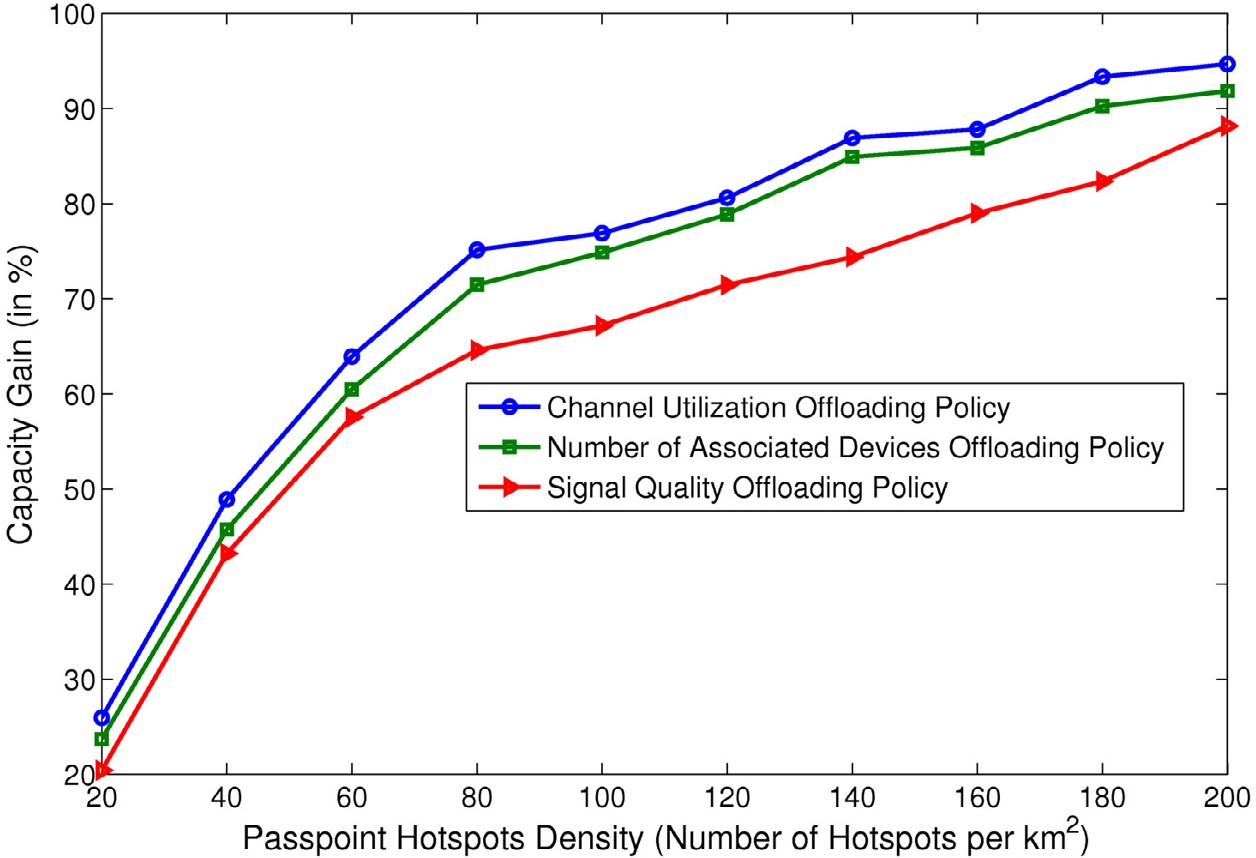 100
90
80
70
60
50
40
30
20
Capacity Gain (in %)
Channel Utilization Offloading Policy
Number of Associated Devices Offloading Policy
Signal Quality Offloading Policy
20 40 60 80 100 120 140 160 180 200
Passpoint Hotspots Density (Number of Hotspots per km²)